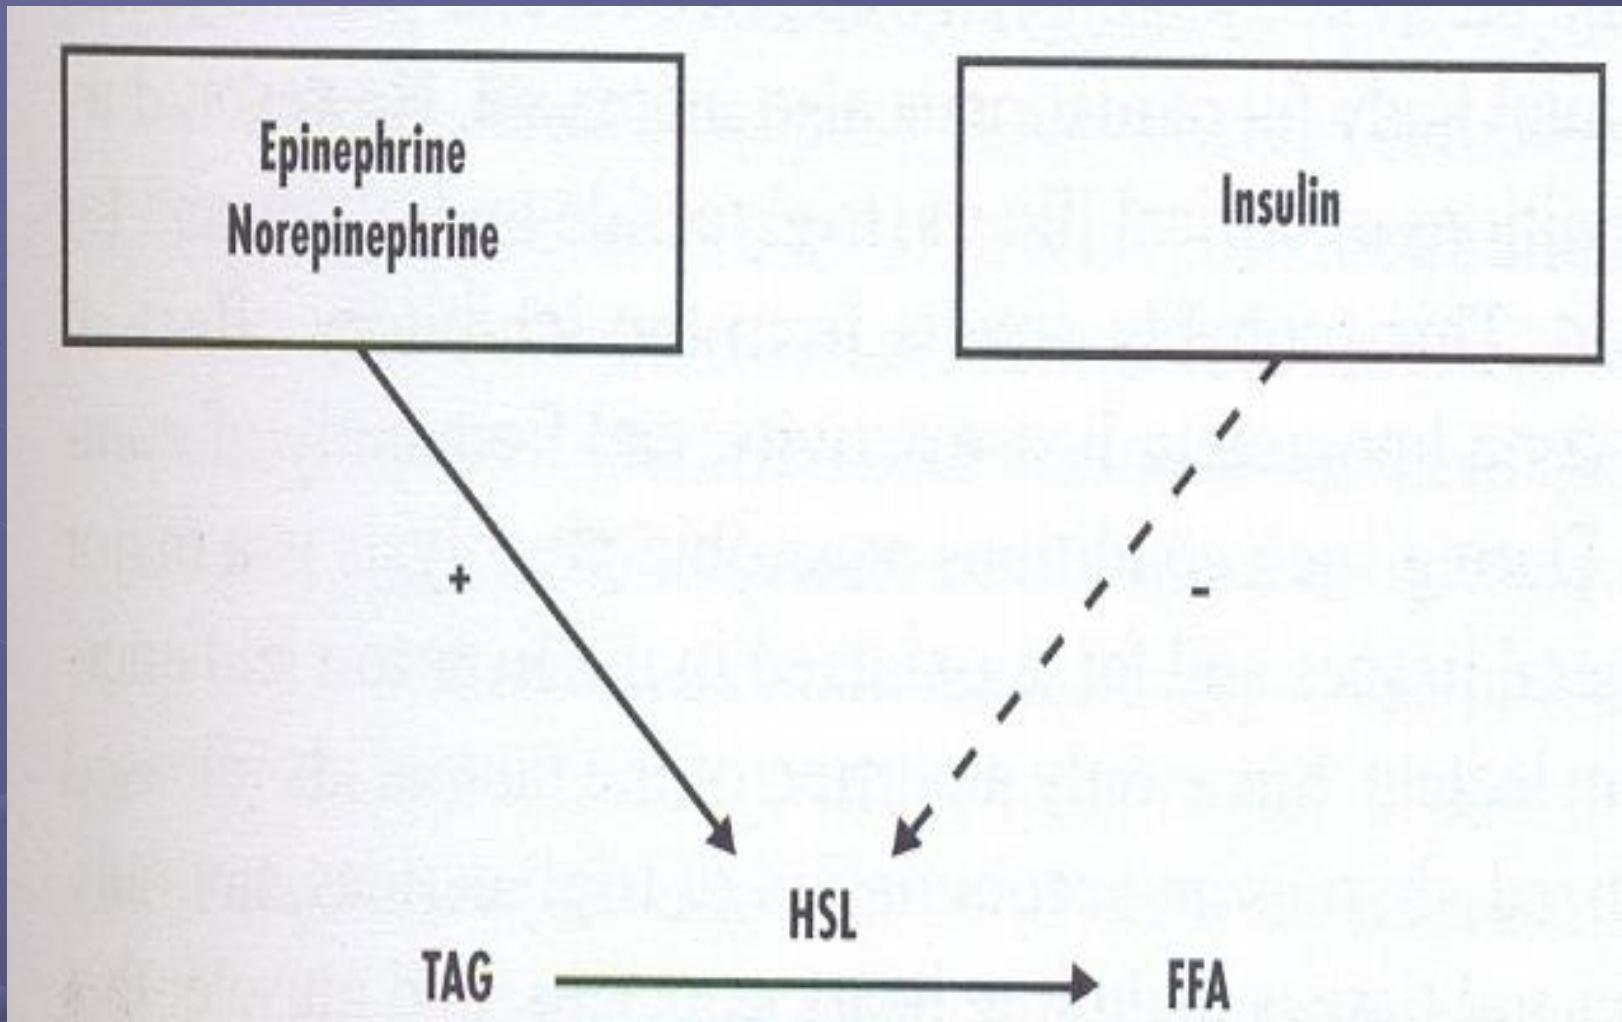 Epinephrine
Norepinephrine
Insulin
+
-
HSL
TAG
FFA